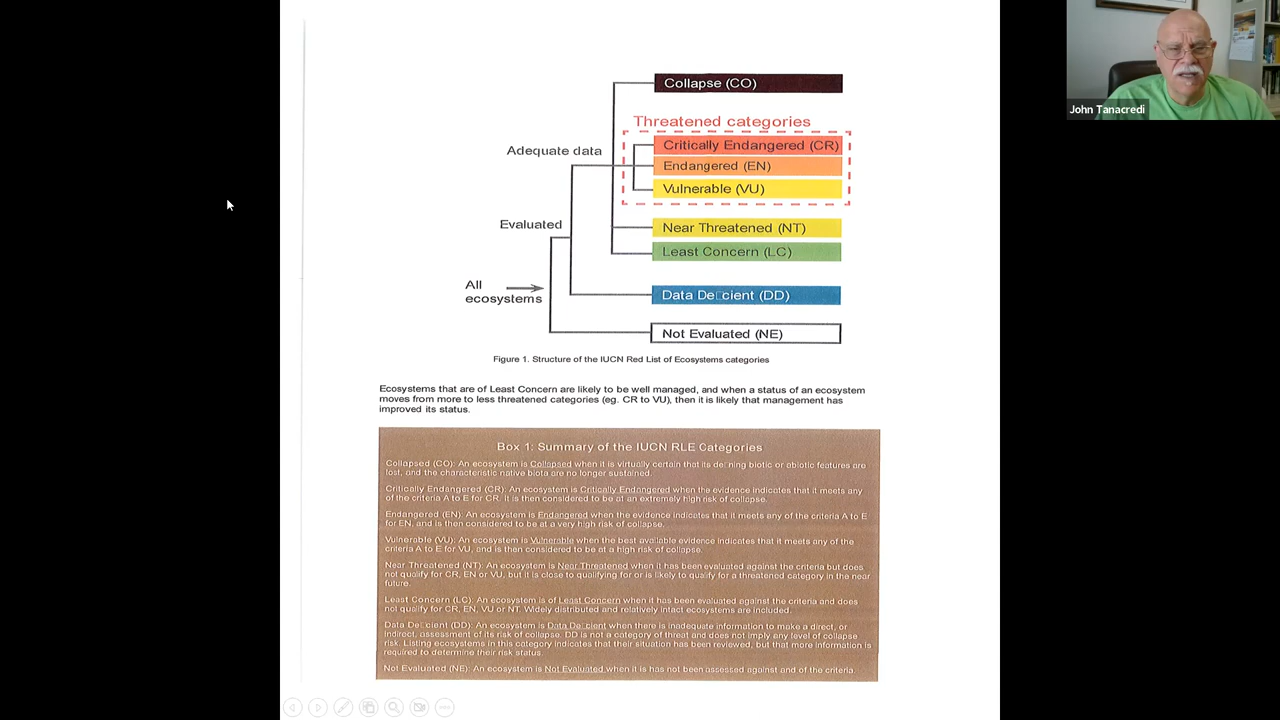 John Tanacredi
Collapse (CO)
Threatened categories
Critically Endangered (CR)
Adequate data
Endangered (EN)
Vulnerable (VU)
Evaluated
Near Threatened (NT)
Least Concern (LC)
All
ecosystems
Data De□cient (DD)
Not Evaluated (NE)
Figure 1. Structure of the IUCN Red List of Ecosystems categories
Ecosystems that are of Least Concern are likely to be well managed, and when a status of an ecosystem
moves from more to less threatened categories (eg. CR to VU), then it is likely that management has
improved its status.
Box 1: Summary of the IUCN RLE Categories
Collapsed (CO): An ecosystem is Collapsed when it is virtually certain that its de□ning biotic or abiotic features are
lost, and the characteristic native biota are no longer sustained.
Critically Endangered (CR): An ecosystem is Critically Endangered when the evidence indicates that it meets any
of the criteria A to E for CR. It is then considered to be at an extremely high risk of collapse.
Endangered (EN): An ecosystem is Endangered when the evidence indicates that it meets any of the criteria A to E
for EN, and is then considered to be at a very high risk of collapse.
Vulnerable (VU): An ecosystem is Vulnerable when the best available evidence indicates that it meets any of the
criteria A to E for VU, and is then considered to be at a high risk of collapse.
Near Threatened (NT): An ecosystem is Near Threatened when it has been evaluated against the criteria but does
not qualify for CR, EN or VU, but it is close to qualifying for or is likely to qualify for a threatened category in the near
future.
Least Concern (LC): An ecosystem is of Least Concern when it has been evaluated against the criteria and does
not qualify for CR, EN, VU or NT. Widely distributed and relatively intact ecosystems are included.
Data De□cient (DD): An ecosystem is Data De□cient when there is inadequate information to make a direct, or
indirect, assessment of its risk of collapse. DD is not a category of threat and does not imply any level of collapse
risk. Listing ecosystems in this category indicates that their situation has been reviewed, but that more information is
required to determine their risk status.
Not Evaluated (NE): An ecosystem is Not Evaluated when it is has not been assessed against and of the criteria.